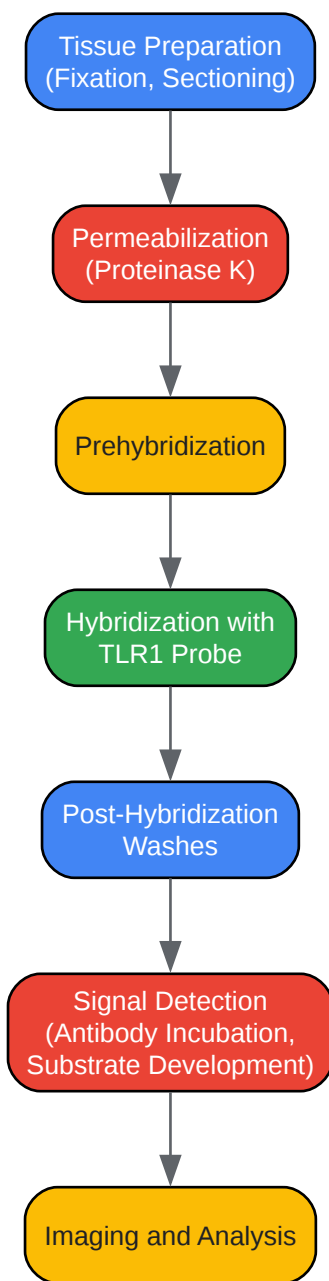 Tissue Preparation
(Fixation, Sectioning)
Permeabilization
(Proteinase K)
Prehybridization
Hybridization with
TLR1 Probe
Post-Hybridization
Washes
Signal Detection
(Antibody Incubation,
Substrate Development)
Imaging and Analysis